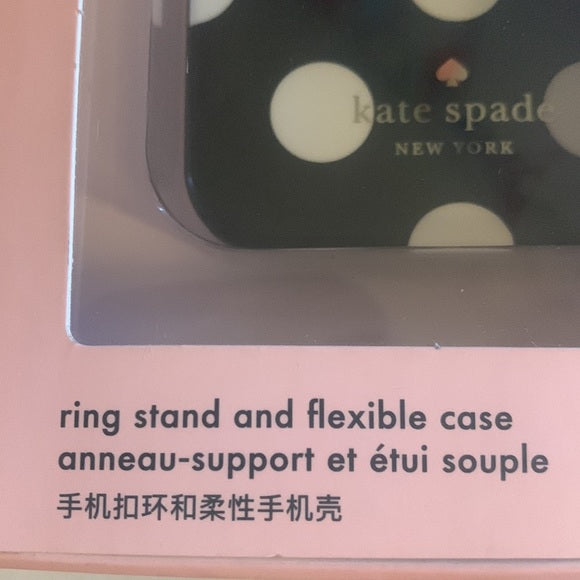 kate spade
NEW YORK
ring stand and flexible case
anneau-support et étui souple
手机扣环和柔性手机壳